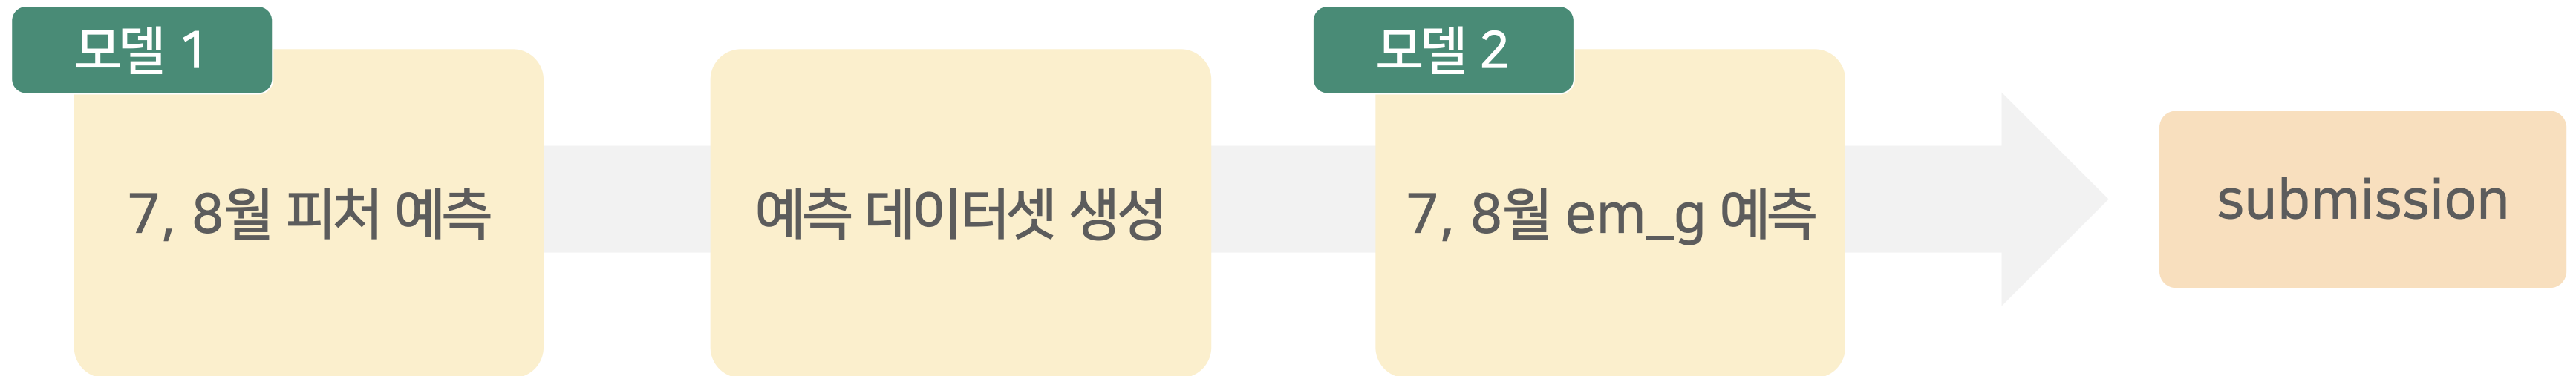 모델 1
7, 8월 피처 예측
예측 데이터셋 생성
모델 2
7, 8월 em_g 예측
submission